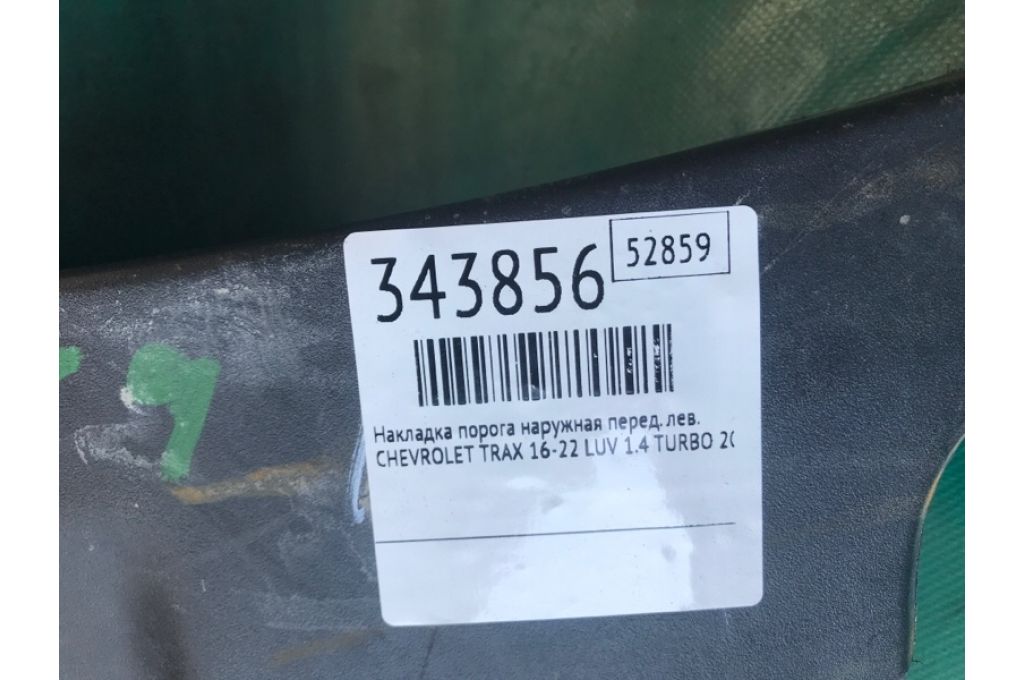 343856
52859
Накладка порога наружная перед. лев.
CHEVROLET TRAX 16-22 LUV 1.4 TURBO